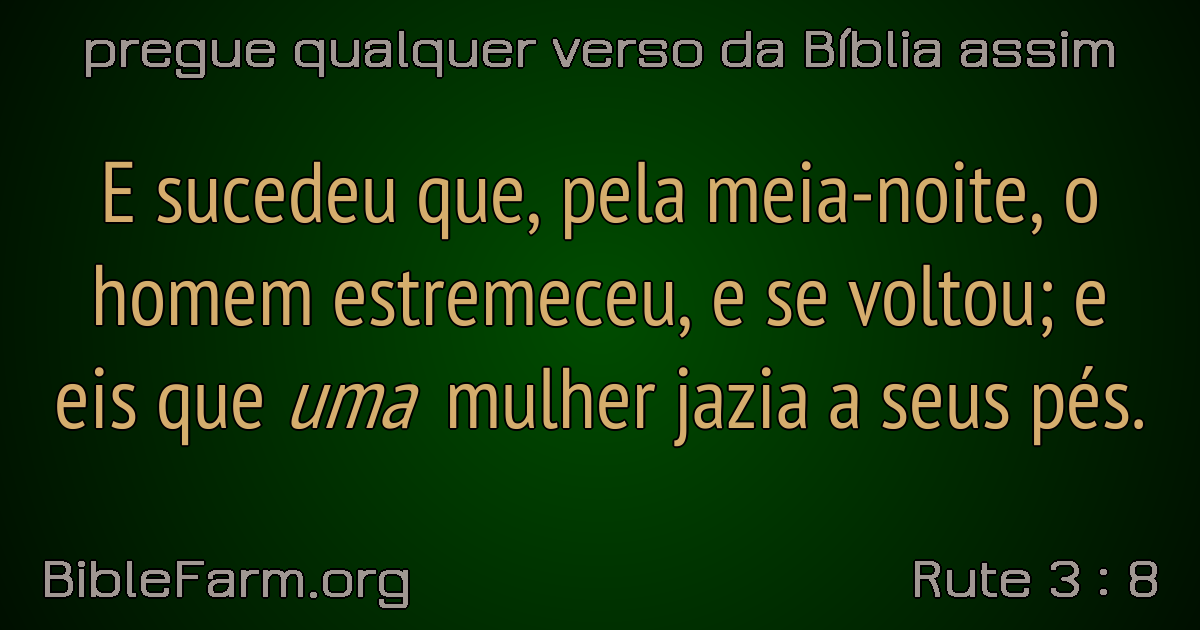 pregue qualquer verso da Bíblia assim
E sucedeu que, pela meia-noite, o
homem estremeceu, e se voltou; e
eis que uma mulher jazia a seus pés.
BibleFarm.org
Rute 3 : 8